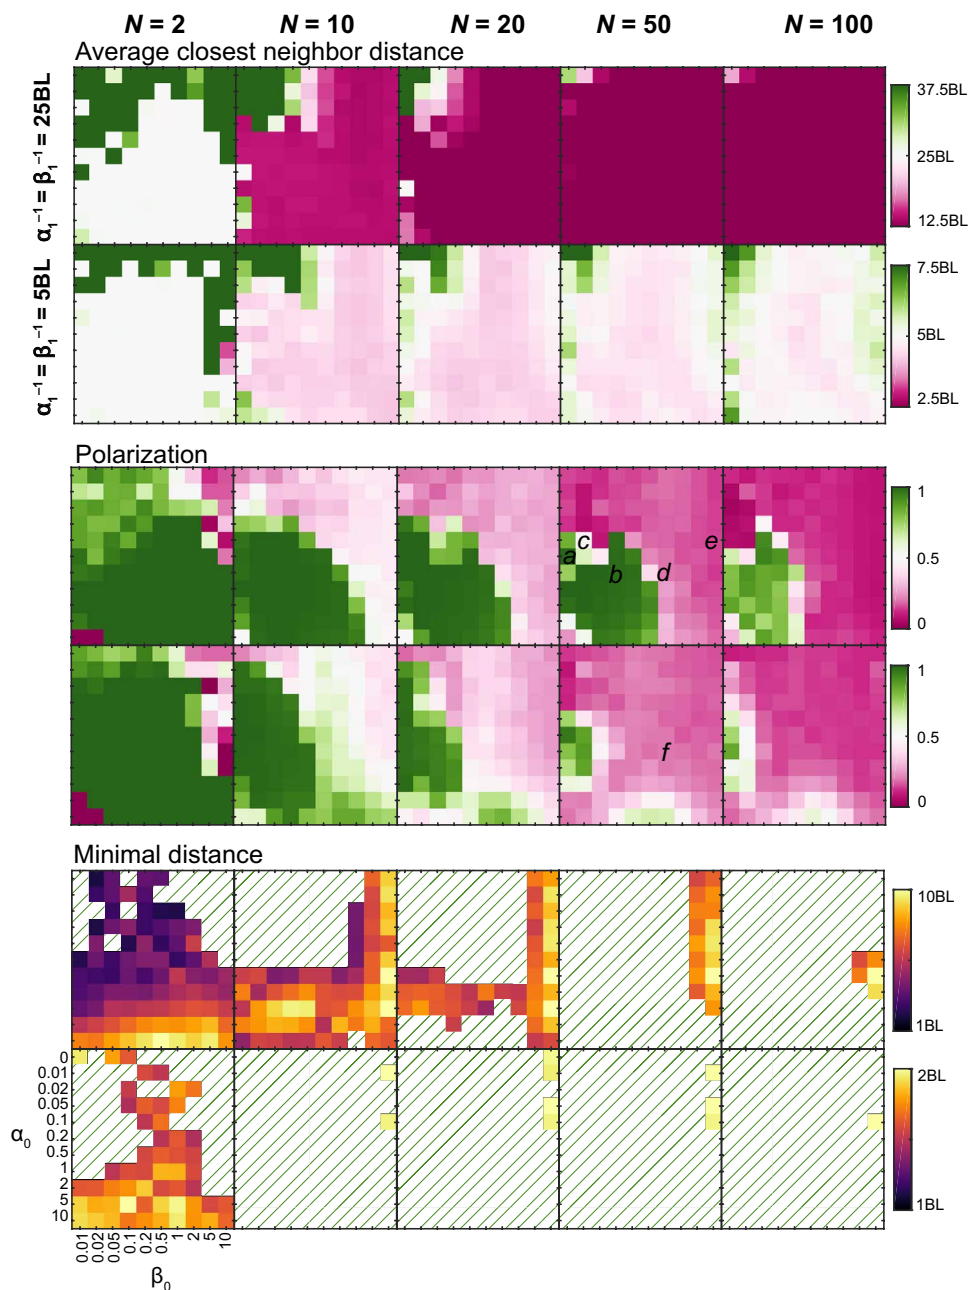 N = 2 N = 10 N = 20 N = 50 N = 100
Average closest neighbor distance
α₁⁻¹ = β₁⁻¹ = 25BL
37.5BL
25BL
12.5BL
α₁⁻¹ = β₁⁻¹ = 5BL
7.5BL
5BL
2.5BL
Polarization
1
0.5
0
c
e
a
b
d
1
0.5
0
f
Minimal distance
10BL
1BL
2BL
1BL
α₀
0
0.01
0.02
0.05
0.1
0.2
0.5
1
2
5
10
0.01 0.02 0.05 0.1 0.2 0.5 1 2 5 10
β₀